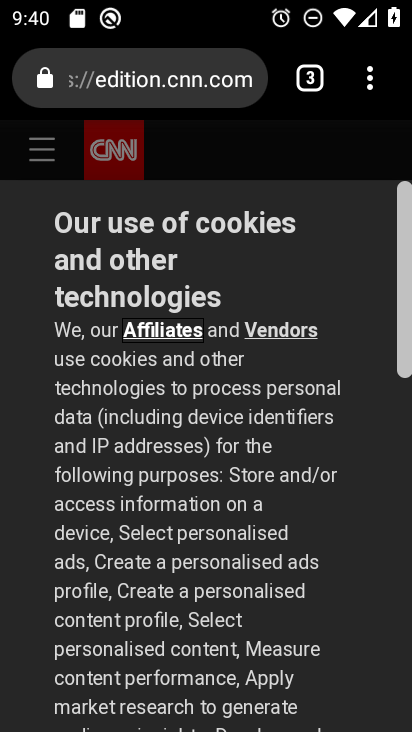 9:40
s://edition.cnn.com
3
CNN
Our use of cookies
and other
technologies
We, our Affiliates and Vendors
use cookies and other
technologies to process personal
data (including device identifiers
and IP addresses) for the
following purposes: Store and/or
access information on a
device, Select personalised
ads, Create a personalised ads
profile, Create a personalised
content profile, Select
personalised content, Measure
content performance, Apply
market research to generate